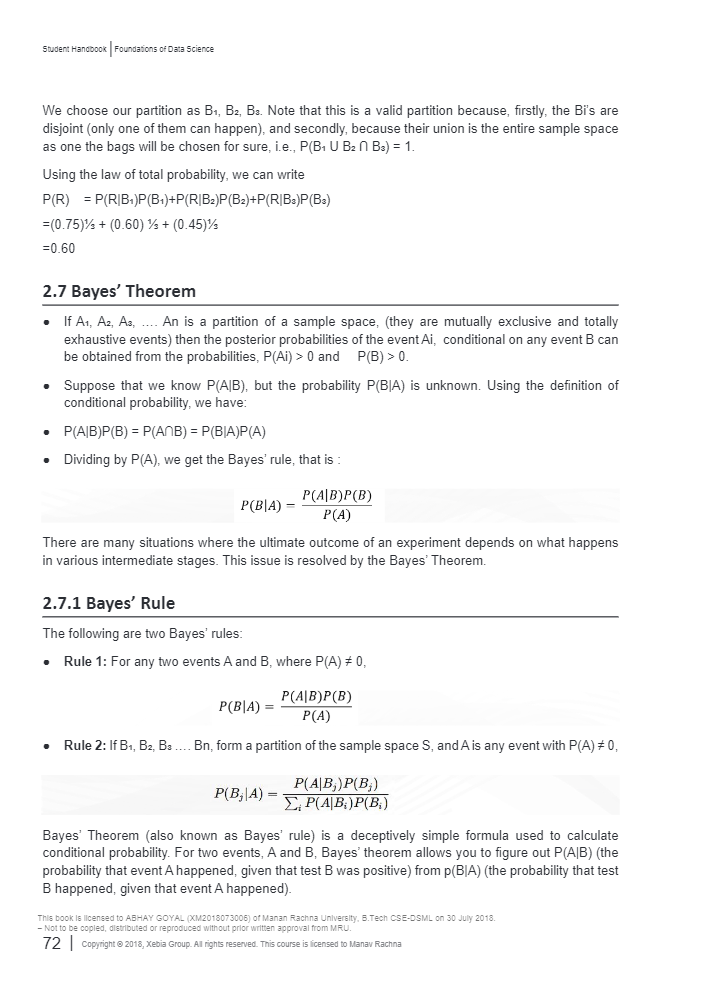 Student Handbook | Foundations of Data Science
We choose our partition as B₁, B₂, B₃. Note that this is a valid partition because, firstly, the Bi's are
disjoint (only one of them can happen), and secondly, because their union is the entire sample space
as one the bags will be chosen for sure, i.e., P(B₁ U B₂ ∩ B₃) = 1.
Using the law of total probability, we can write
P(R) = P(R|B₁)P(B₁)+P(R|B₂)P(B₂)+P(R|B₃)P(B₃)
=(0.75)⅓ + (0.60) ⅓ + (0.45)⅓
=0.60
2.7 Bayes' Theorem
• If A₁, A₂, A₃, …. An is a partition of a sample space, (they are mutually exclusive and totally
exhaustive events) then the posterior probabilities of the event Ai, conditional on any event B can
be obtained from the probabilities, P(Ai) > 0 and P(B) > 0.
• Suppose that we know P(A|B), but the probability P(B|A) is unknown. Using the definition of
conditional probability, we have:
• P(A|B)P(B) = P(A∩B) = P(B|A)P(A)
• Dividing by P(A), we get the Bayes' rule, that is :
P(B|A) = P(A|B)P(B) / P(A)
There are many situations where the ultimate outcome of an experiment depends on what happens
in various intermediate stages. This issue is resolved by the Bayes' Theorem.
2.7.1 Bayes' Rule
The following are two Bayes' rules:
• Rule 1: For any two events A and B, where P(A) ≠ 0,
P(B|A) = P(A|B)P(B) / P(A)
• Rule 2: If B₁, B₂, B₃ …. Bn, form a partition of the sample space S, and A is any event with P(A) ≠ 0,
P(Bⱼ|A) = P(A|Bⱼ)P(Bⱼ) / ∑ᵢ P(A|Bᵢ)P(Bᵢ)
Bayes' Theorem (also known as Bayes' rule) is a deceptively simple formula used to calculate
conditional probability. For two events, A and B, Bayes' theorem allows you to figure out P(A|B) (the
probability that event A happened, given that test B was positive) from p(B|A) (the probability that test
B happened, given that event A happened).
This book is licensed to ABHAY GOYAL (XM2018073006) of Manan Rachna University, B.Tech CSE-DSML on 30 July 2018.
– Not to be copied, distributed or reproduced without prior written approval from MRU.
72 | Copyright © 2018, Xebia Group. All rights reserved. This course is licensed to Manav Rachna